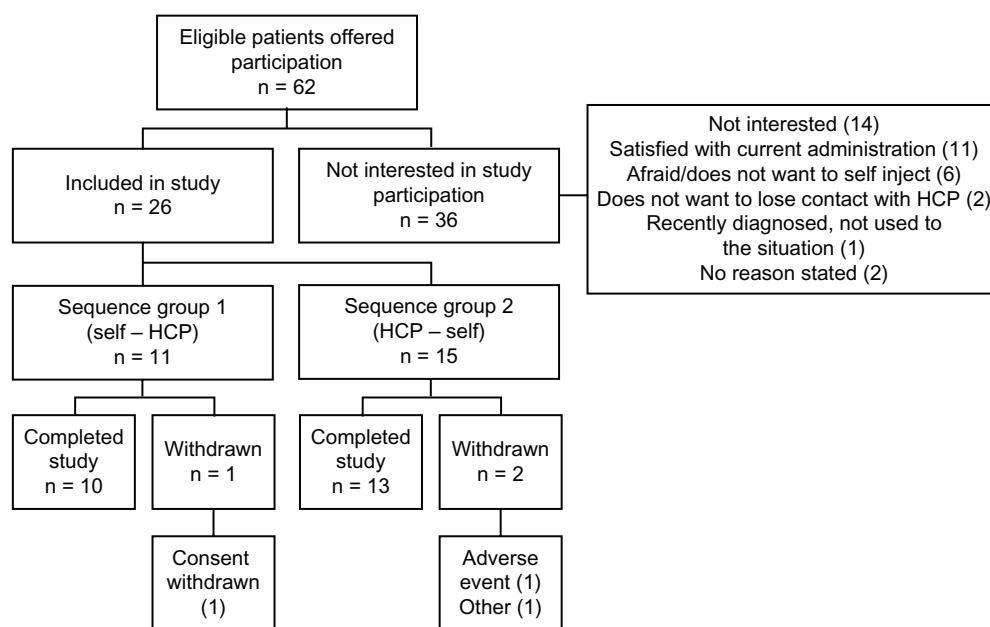 Eligible patients offered
participation
n = 62
Not interested (14)
Satisfied with current administration (11)
Afraid/does not want to self inject (6)
Does not want to lose contact with HCP (2)
Recently diagnosed, not used to
the situation (1)
No reason stated (2)
Included in study
n = 26
Not interested in study
participation
n = 36
Sequence group 1
(self – HCP)
n = 11
Sequence group 2
(HCP – self)
n = 15
Completed
study
n = 10
Withdrawn
n = 1
Completed
study
n = 13
Withdrawn
n = 2
Consent
withdrawn
(1)
Adverse
event (1)
Other (1)